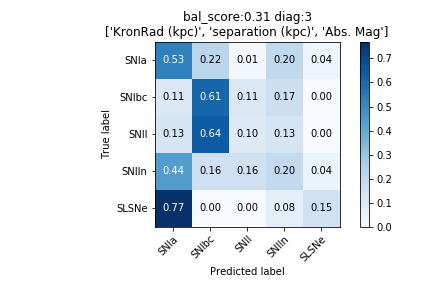 bal_score:0.31 diag:3
['KronRad (kpc)', 'separation (kpc)', 'Abs. Mag']
True label
SNIa 0.53 0.22 0.01 0.20 0.04
SNIbc 0.11 0.61 0.11 0.17 0.00
SNII 0.13 0.64 0.10 0.13 0.00
SNIIn 0.44 0.16 0.16 0.20 0.04
SLSNe 0.77 0.00 0.00 0.08 0.15
SNIa SNIbc SNII SNIIn SLSNe
Predicted label
0.7
0.6
0.5
0.4
0.3
0.2
0.1
0.0